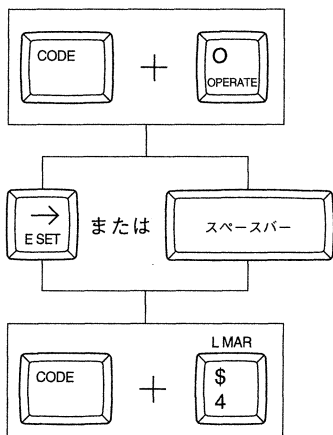 CODE + O
OPERATE
→
E SET または スペースバー
L MAR
CODE + $
4